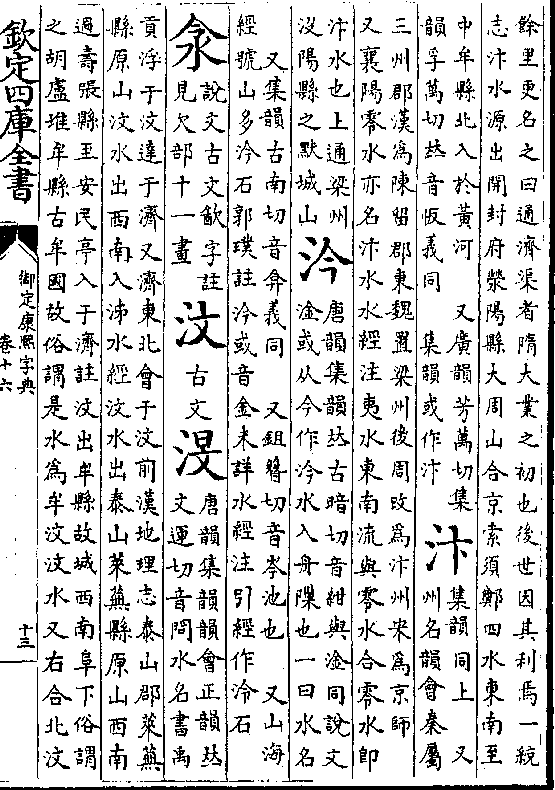 餘里更名之曰通濟渠者隋大業之初也後世因其利焉一統
志汴水源出開封府滎陽縣大周山合京索須鄭四水東南至
中牟縣北入於黃河　又廣韻芳萬切集
韻孚萬切𠀤音䀀義同　集韻或作汴
汴
集韻同上　又
州名韻會秦屬
三州郡漢為陳留郡東魏置梁州後周改為汴州宋為京師
又襄陽零水亦名汴水水經注夷水東南流與零水合零水即
汴水也上通梁州
沒陽縣之默城山
汵
唐韻集韻𠀤古暗切音紺與淦同說文
淦或从今作汵水入舟隙也一曰水名
又集韻古南切音弇義同　又鉏簪切音岑池也　又山海
經號山多汵石郭璞註汵或音金未詳水經注引經作泠石
㱃
說文古文㱃字註
見欠部十一畫
汶
古文
𣴑
唐韻集韻韻會正韻𠀤
文運切音問水名書禹
貢浮于汶達于濟又濟東北會于汶前漢地理志泰山郡萊蕪
縣原山汶水出西南入泲水經汶水出泰山萊蕪縣原山西南
過壽張縣至安民亭入于濟註汶出牟縣故城西南阜下俗謂
之胡盧堆牟縣古牟國故俗謂是水為牟汶汶水又右合北汶
欽定四庫全書
御定康熙字典
卷十六
十三